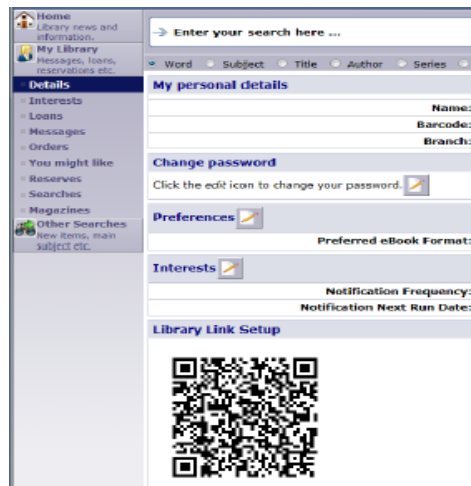 Home
Library news and
information.
My Library
Messages, loans,
reservations etc.
Details
Interests
Loans
Messages
Orders
You might like
Reserves
Searches
Magazines
Other Searches
New items, main
subject etc.
Enter your search here ...
Word Subject Title Author Series
My personal details
Name:
Barcode:
Branch:
Change password
Click the edit icon to change your password.
Preferences
Preferred eBook Format:
Interests
Notification Frequency:
Notification Next Run Date:
Library Link Setup